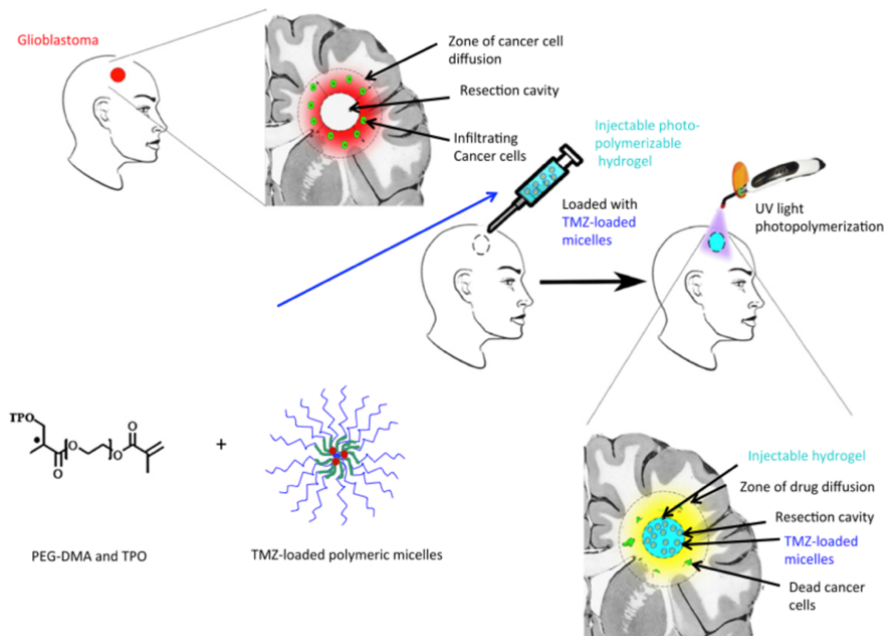 Glioblastoma
Zone of cancer cell
diffusion
Resection cavity
Infiltrating
Cancer cells
Injectable photo-
polymerizable
hydrogel
Loaded with
TMZ-loaded
micelles
UV light
photopolymerization
TPO
O
O
O
O
O
+
PEG-DMA and TPO
TMZ-loaded polymeric micelles
Injectable hydrogel
Zone of drug diffusion
Resection cavity
TMZ-loaded
micelles
Dead cancer
cells